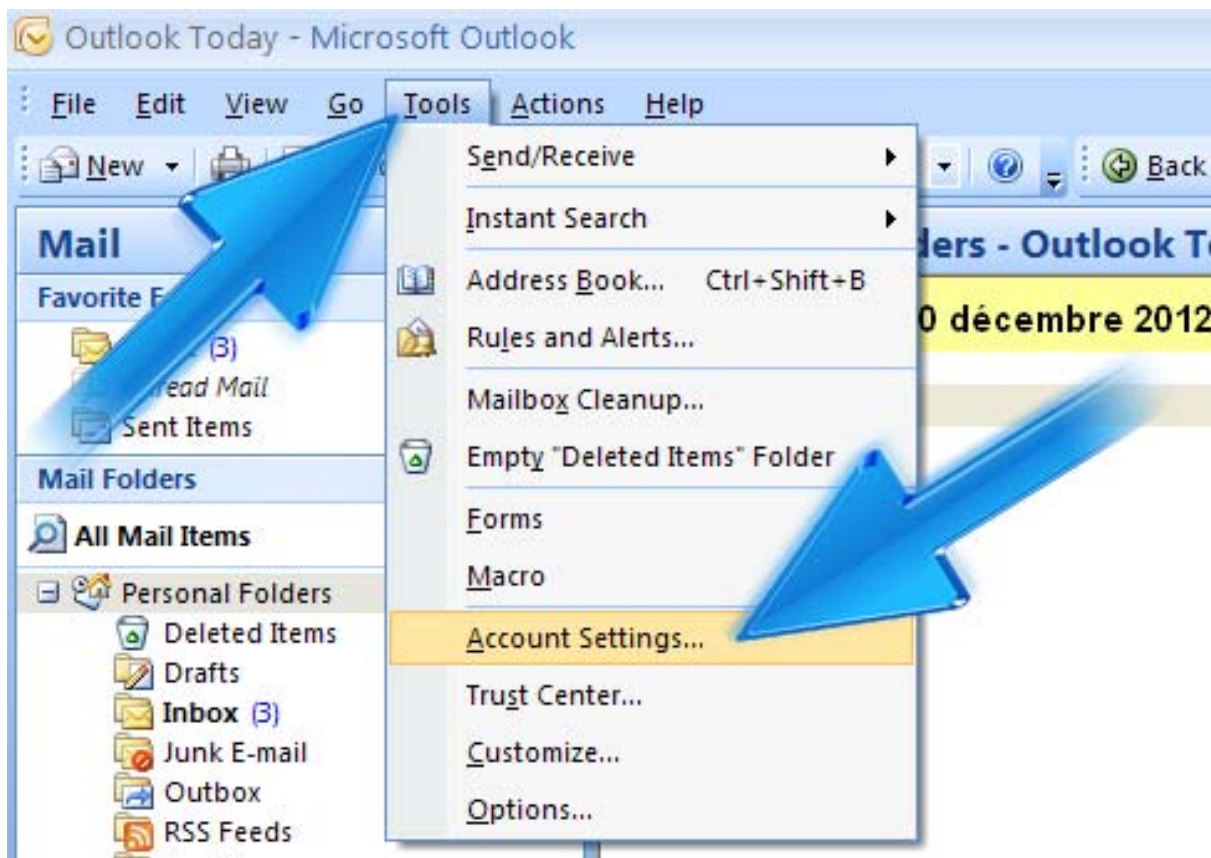 Outlook Today - Microsoft Outlook
File Edit View Go Tools Actions Help
New Back
Send/Receive
Instant Search
Mail
ders - Outlook T
Address Book... Ctrl+Shift+B
Favorite F
0 décembre 2012
Rules and Alerts...
(3)
read Mail
Mailbox Cleanup...
Sent Items
Empty "Deleted Items" Folder
Mail Folders
Forms
All Mail Items
Macro
Personal Folders
Deleted Items
Account Settings...
Drafts
Trust Center...
Inbox (3)
Junk E-mail
Customize...
Outbox
Options...
RSS Feeds